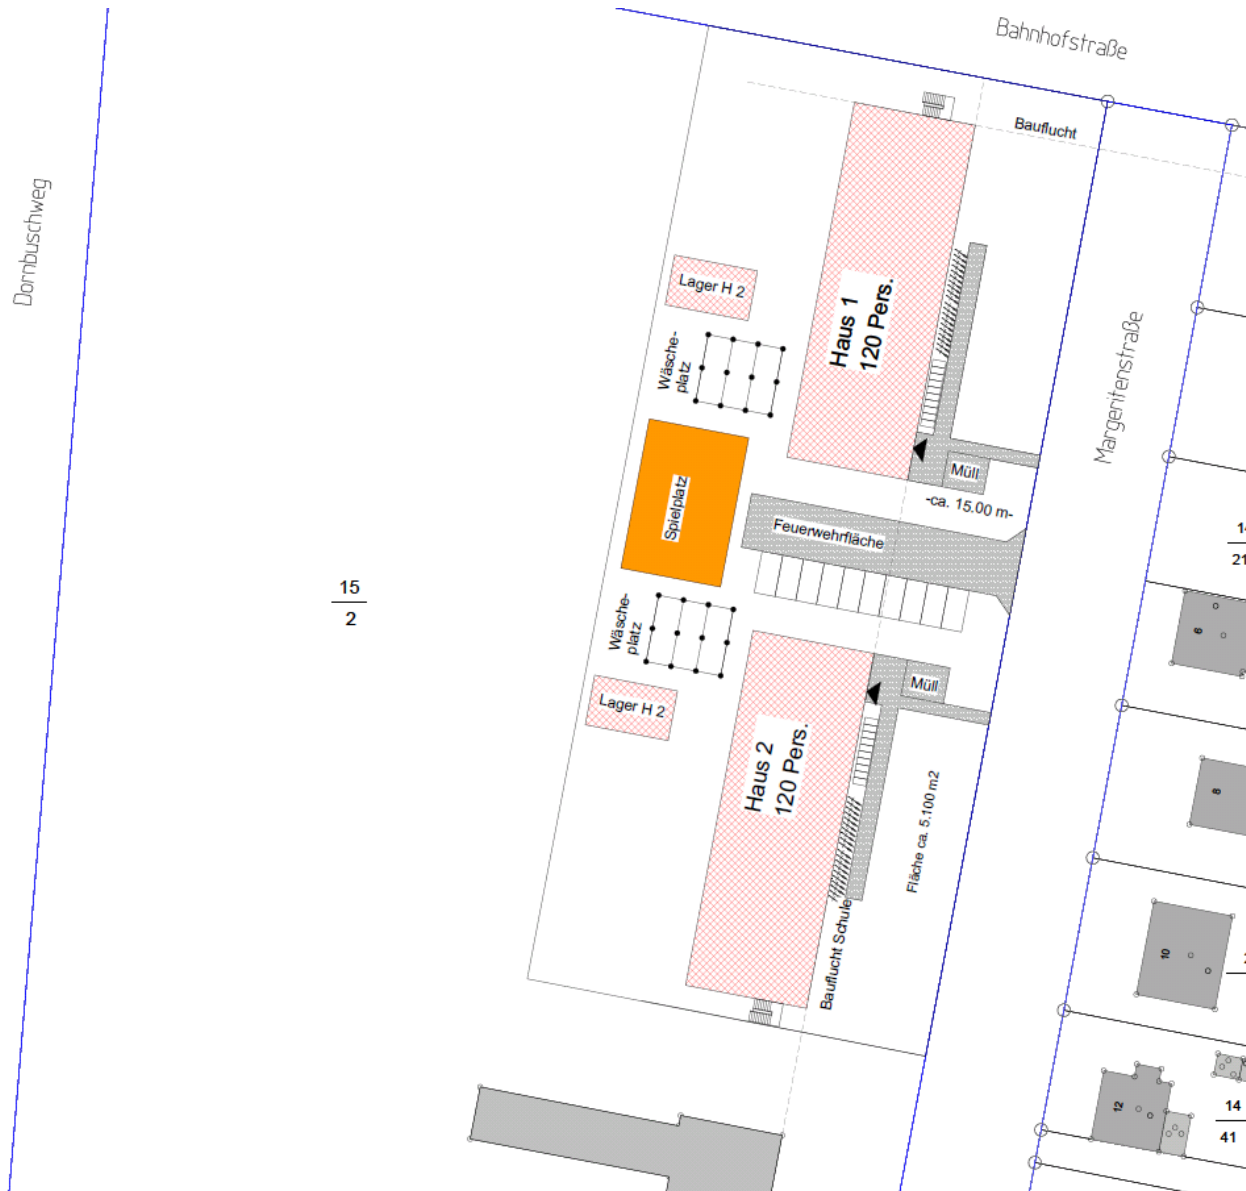 Bahnhofstraße
Bauflucht
Dornbuschweg
Lager H 2
Haus 1
120 Pers.
Wäsche-
platz
Margeritenstraße
Müll
-ca. 15.00 m-
Spielplatz
Feuerwehrfläche
15
2
14
21
Wäsche-
platz
6
Müll
Lager H 2
Haus 2
120 Pers.
8
Fläche ca. 5.100 m2
Bauflucht Schule
10
12
14
41